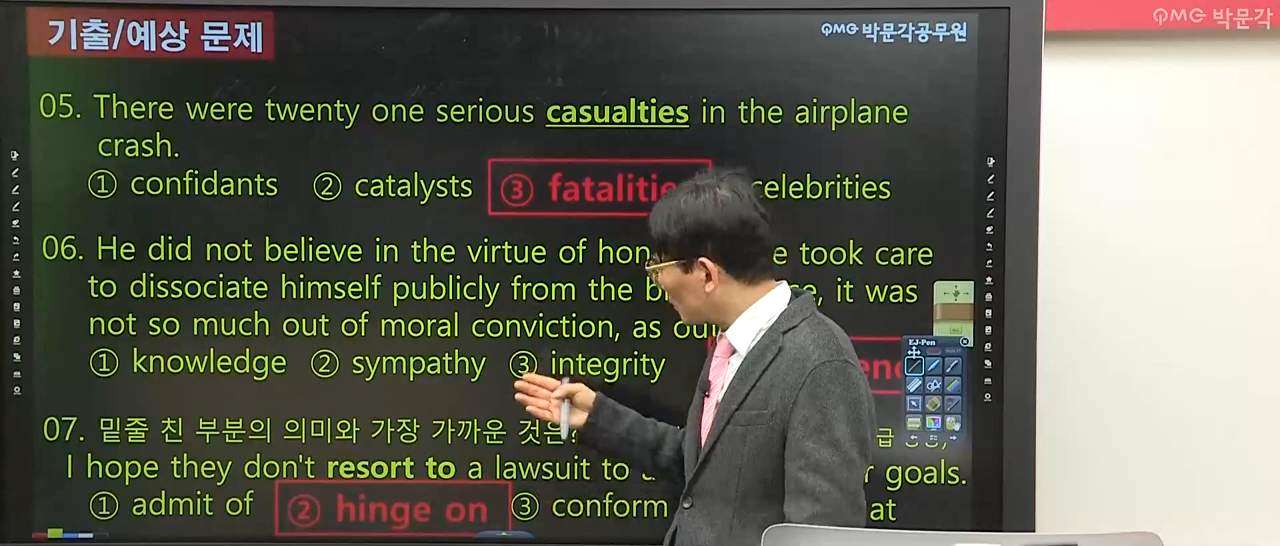 기출/예상 문제
QMG 박문각공무원
QMG 박문각
05. There were twenty one serious casualties in the airplane
crash.
① confidants ② catalysts ③ celebrities
06. He did not believe in the virtue of took care
to dissociate himself publicly from the it was
not so much out of moral conviction, as
① knowledge ② sympathy ③ integrity
EJ-Pen
07. 밑줄 친 부분의 의미와 가장 가까운 것은?
I hope they don't resort to a lawsuit to goals.
① admit of ② hinge on ③ conform at